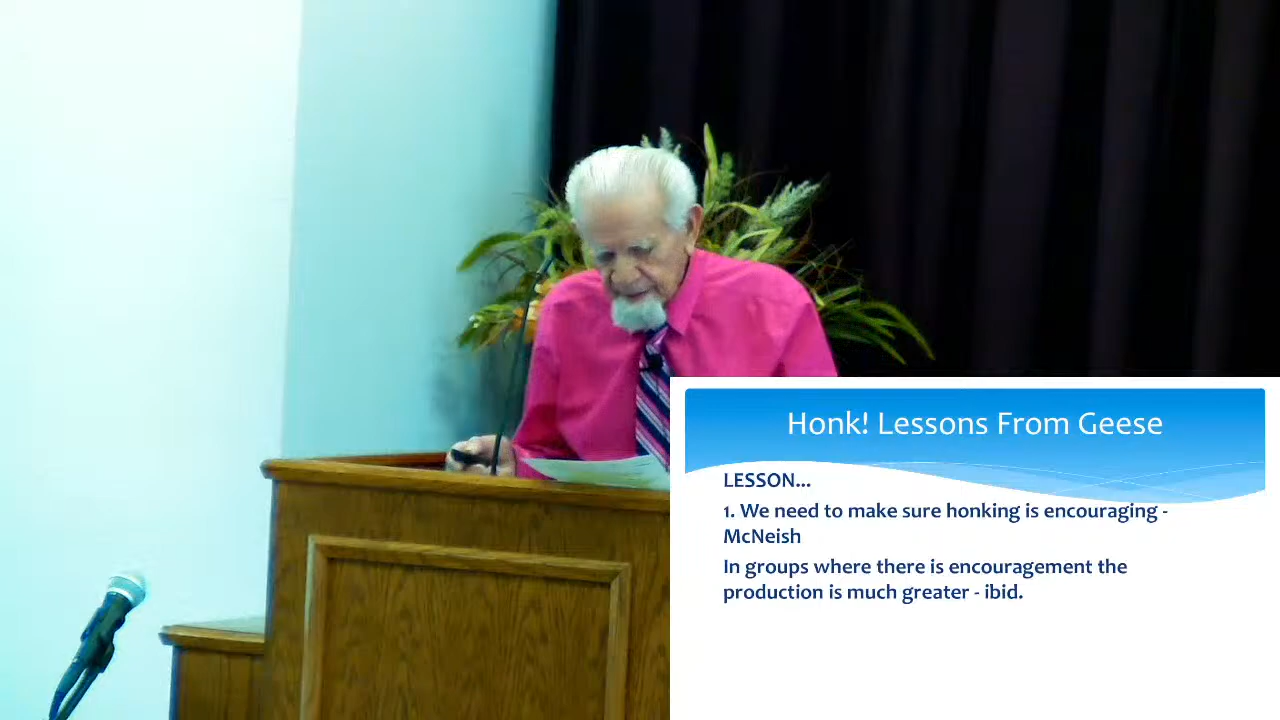 Honk! Lessons From Geese
LESSON...
1. We need to make sure honking is encouraging -
McNeish
In groups where there is encouragement the
production is much greater - ibid.